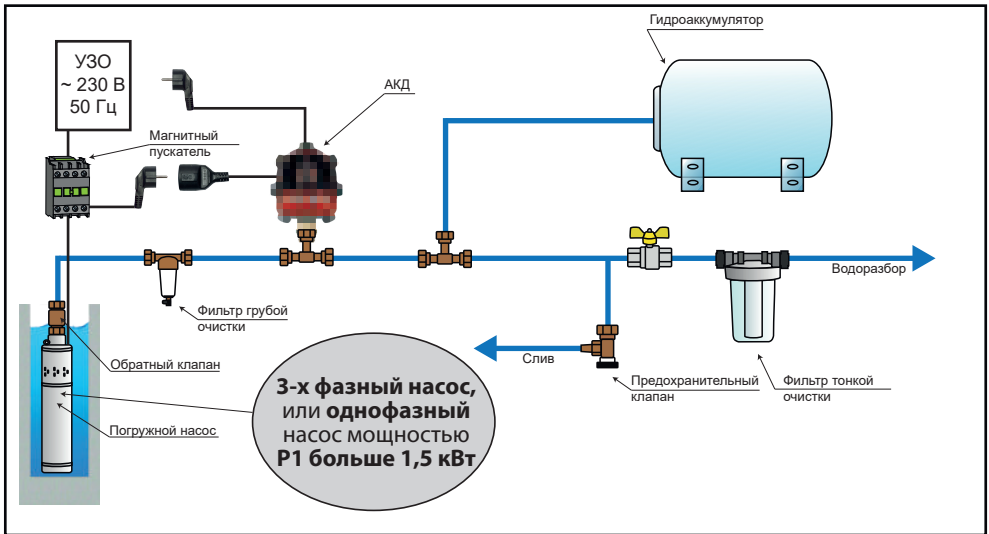 Гидроаккумулятор
УЗО
~ 230 В
50 Гц
АКД
Магнитный
пускатель
Водоразбор
Фильтр грубой
очистки
Обратный клапан
Слив
Предохранительный
клапан
Фильтр тонкой
очистки
Погружной насос
3-х фазный насос,
или однофазный
насос мощностью
Р1 больше 1,5 кВт